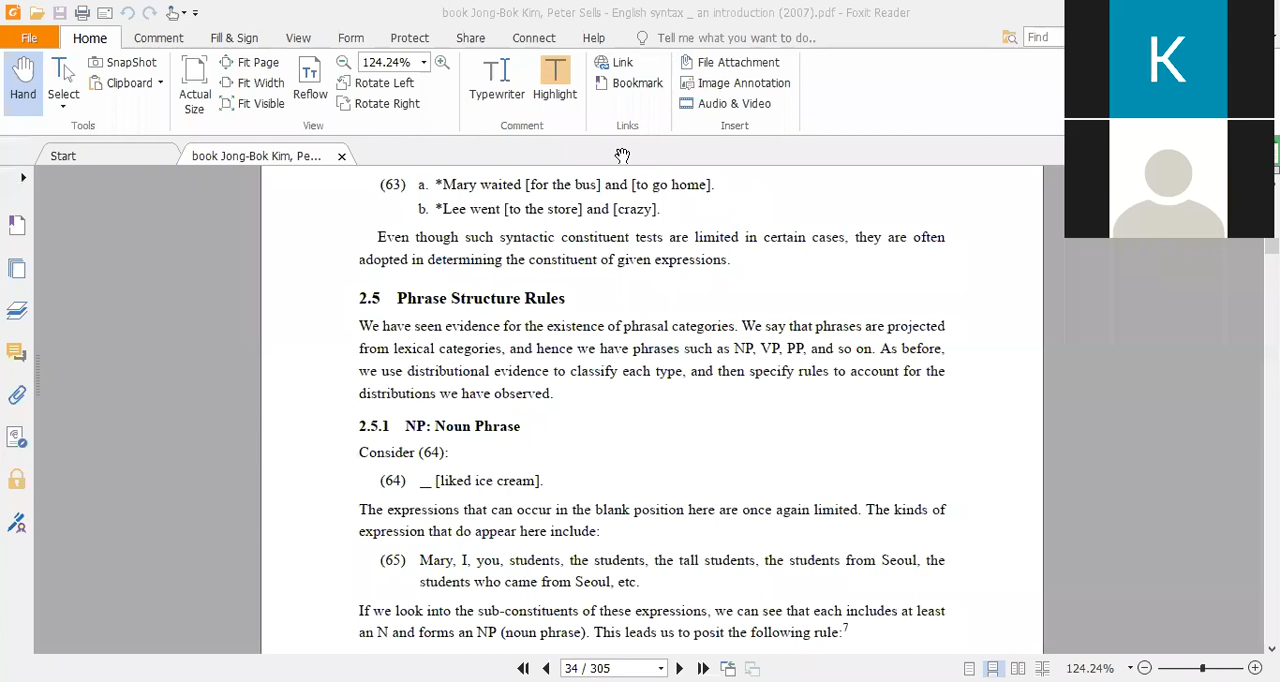 book Jong-Bok Kim, Peter Sells - English syntax _ an introduction (2007).pdf - Foxit Reader
File Home Comment Fill & Sign View Form Protect Share Connect Help Tell me what you want to do.. Find
Hand
Select
SnapShot
Clipboard
Tools
Actual Size
Fit Page
Fit Width
Fit Visible
Reflow
124.24%
Rotate Left
Rotate Right
View
Typewriter
Highlight
Comment
Link
Bookmark
Links
File Attachment
Image Annotation
Audio & Video
Insert
K
Start
book Jong-Bok Kim, Pe...
(63) a. *Mary waited [for the bus] and [to go home].
b. *Lee went [to the store] and [crazy].
Even though such syntactic constituent tests are limited in certain cases, they are often
adopted in determining the constituent of given expressions.
2.5 Phrase Structure Rules
We have seen evidence for the existence of phrasal categories. We say that phrases are projected
from lexical categories, and hence we have phrases such as NP, VP, PP, and so on. As before,
we use distributional evidence to classify each type, and then specify rules to account for the
distributions we have observed.
2.5.1 NP: Noun Phrase
Consider (64):
(64) _ [liked ice cream].
The expressions that can occur in the blank position here are once again limited. The kinds of
expression that do appear here include:
(65) Mary, I, you, students, the students, the tall students, the students from Seoul, the
students who came from Seoul, etc.
If we look into the sub-constituents of these expressions, we can see that each includes at least
an N and forms an NP (noun phrase). This leads us to posit the following rule:7
34 / 305
124.24%